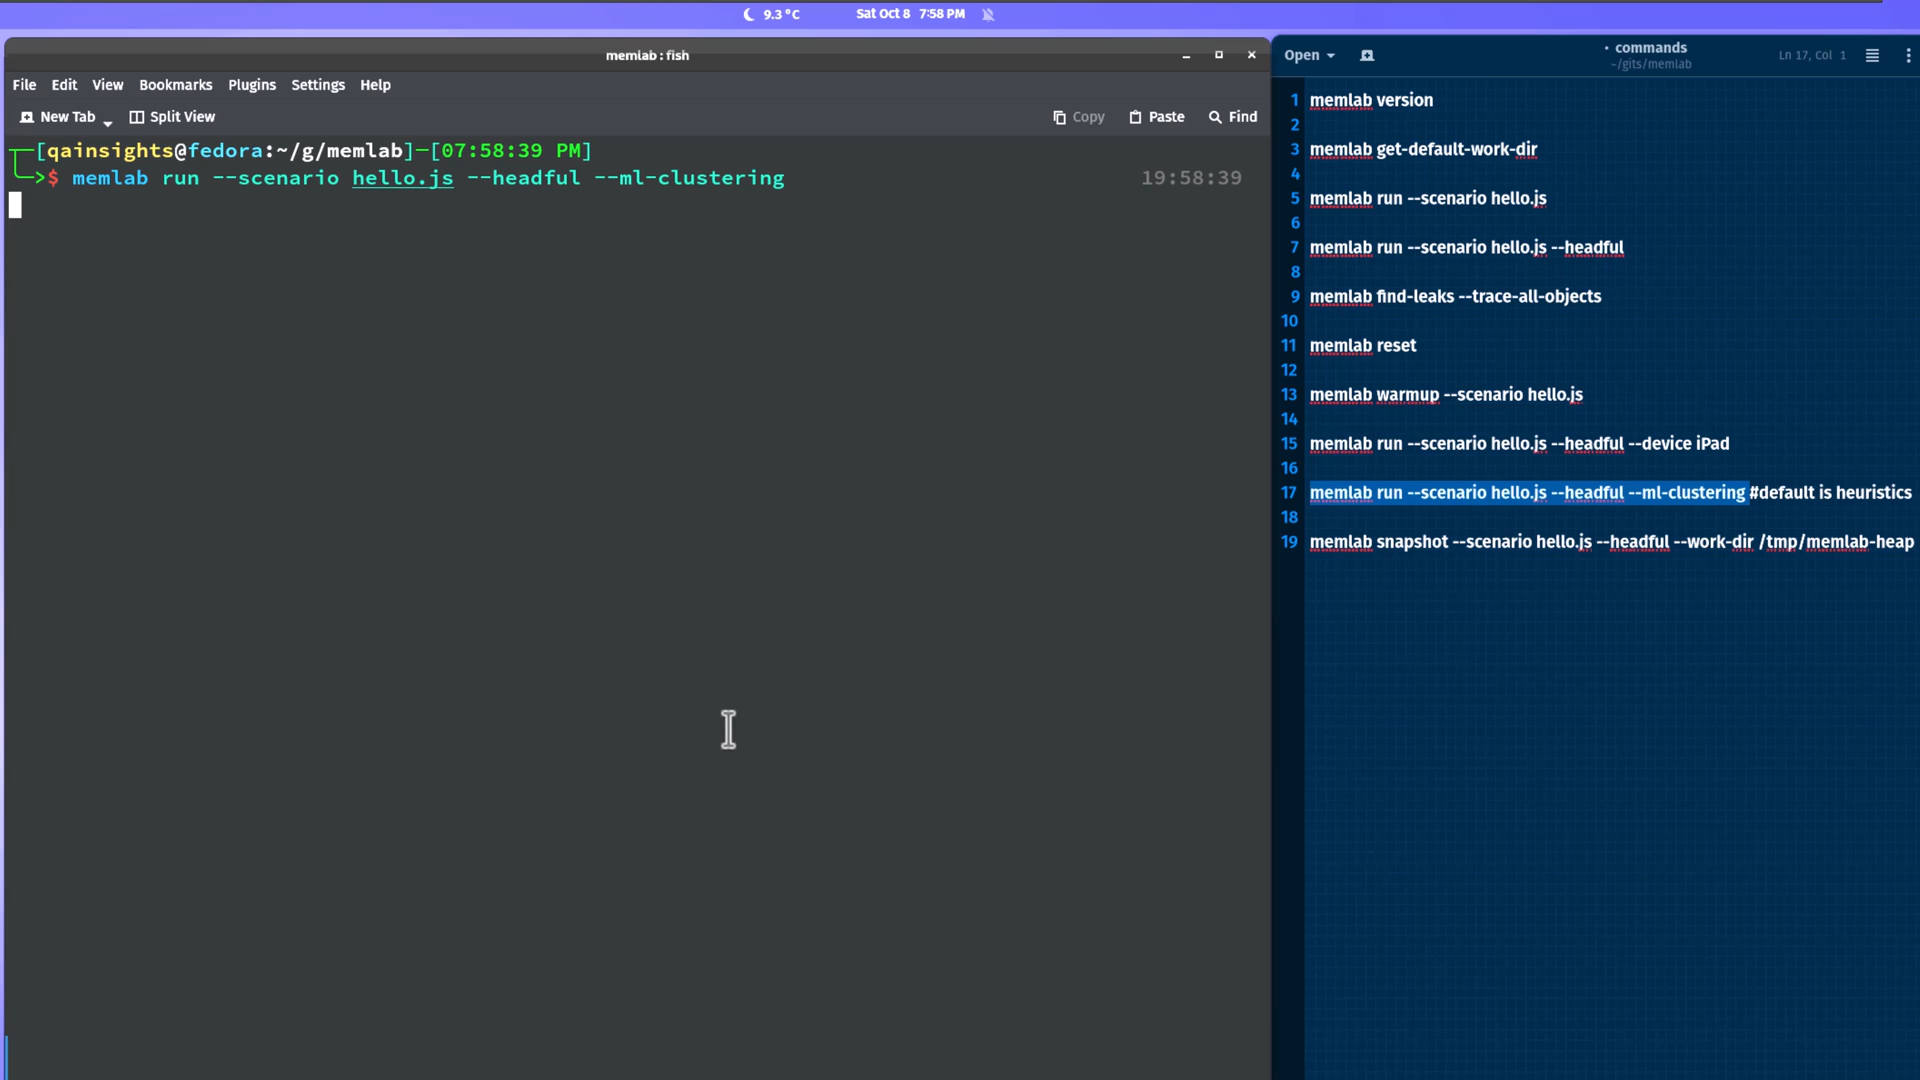 9.3 °C Sat Oct 8 7:58 PM
memlab : fish
File Edit View Bookmarks Plugins Settings Help
New Tab Split View Copy Paste Find
[qainsights@fedora:~/g/memlab]-[07:58:39 PM]
>$ memlab run --scenario hello.js --headful --ml-clustering 19:58:39
Open • commands Ln 17, Col 1
~/gits/memlab
1 memlab version
2
3 memlab get-default-work-dir
4
5 memlab run --scenario hello.js
6
7 memlab run --scenario hello.js --headful
8
9 memlab find-leaks --trace-all-objects
10
11 memlab reset
12
13 memlab warmup --scenario hello.js
14
15 memlab run --scenario hello.js --headful --device iPad
16
17 memlab run --scenario hello.js --headful --ml-clustering #default is heuristics
18
19 memlab snapshot --scenario hello.js --headful --work-dir /tmp/memlab-heap